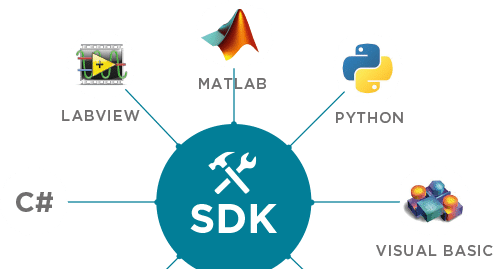 MATLAB
LABVIEW
PYTHON
C#
SDK
VISUAL BASIC